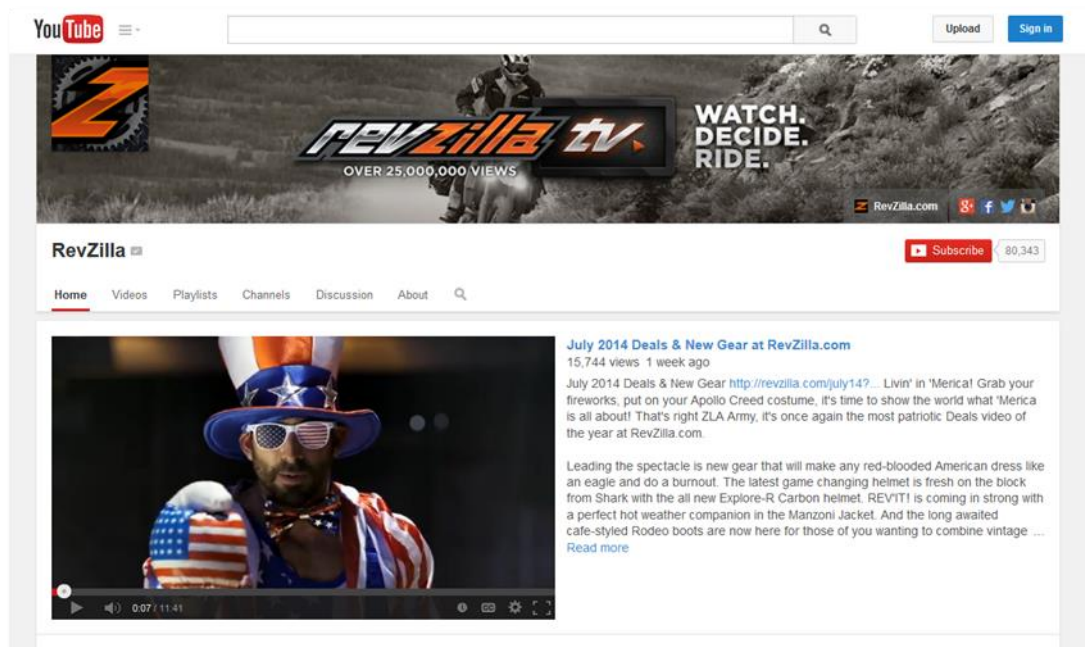 You Tube
Upload
Sign in
Z
revzilla tv.
OVER 25,000,000 VIEWS
WATCH.
DECIDE.
RIDE.
RevZilla.com
RevZilla
Subscribe
80,343
Home Videos Playlists Channels Discussion About
July 2014 Deals & New Gear at RevZilla.com
15,744 views 1 week ago
July 2014 Deals & New Gear http://revzilla.com/july14?... Livin' in 'Merica! Grab your
fireworks, put on your Apollo Creed costume, it's time to show the world what 'Merica
is all about! That's right ZLA Army, it's once again the most patriotic Deals video of
the year at RevZilla.com.
Leading the spectacle is new gear that will make any red-blooded American dress like
an eagle and do a burnout. The latest game changing helmet is fresh on the block
from Shark with the all new Explore-R Carbon helmet. REV'IT! is coming in strong with
a perfect hot weather companion in the Manzoni Jacket. And the long awaited
cafe-styled Rodeo boots are now here for those of you wanting to combine vintage ...
Read more
0:07 / 11:41